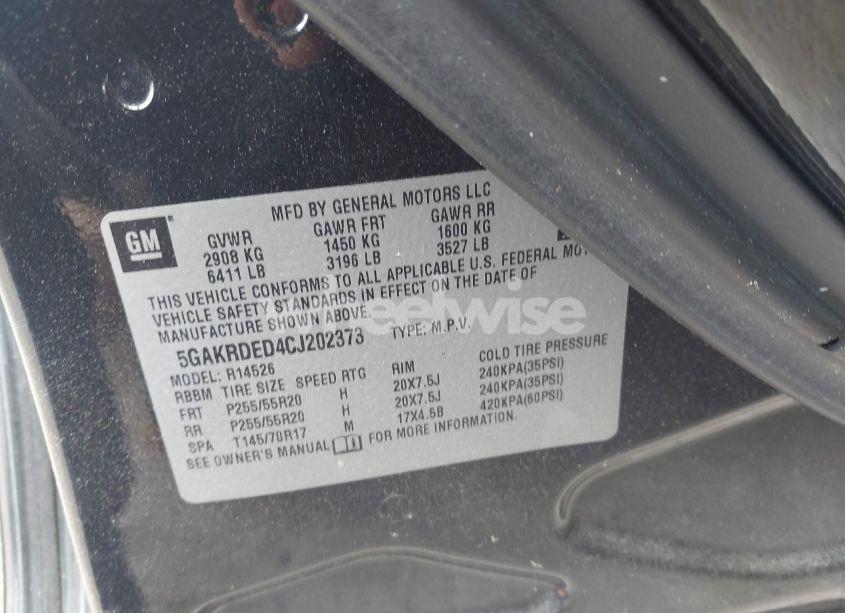 GM
MFD BY GENERAL MOTORS LLC
GVWR GAWR FRT GAWR RR
2908 KG 1450 KG 1600 KG
6411 LB 3196 LB 3527 LB
THIS VEHICLE CONFORMS TO ALL APPLICABLE U.S. FEDERAL
VEHICLE SAFETY STANDARDS IN EFFECT ON THE DATE OF
MANUFACTURE SHOWN ABOVE.
5GAKRDED4CJ202373 TYPE: M.P.V.
MODEL: R14526
RBBM TIRE SIZE SPEED RTG RIM COLD TIRE PRESSURE
FRT P255/55R20 H 20X7.5J 240KPA(35PSI)
RR P255/55R20 H 20X7.5J 240KPA(35PSI)
SPA T145/70R17 M 17X4.5B 420KPA(60PSI)
SEE OWNER'S MANUAL FOR MORE INFORMATION.